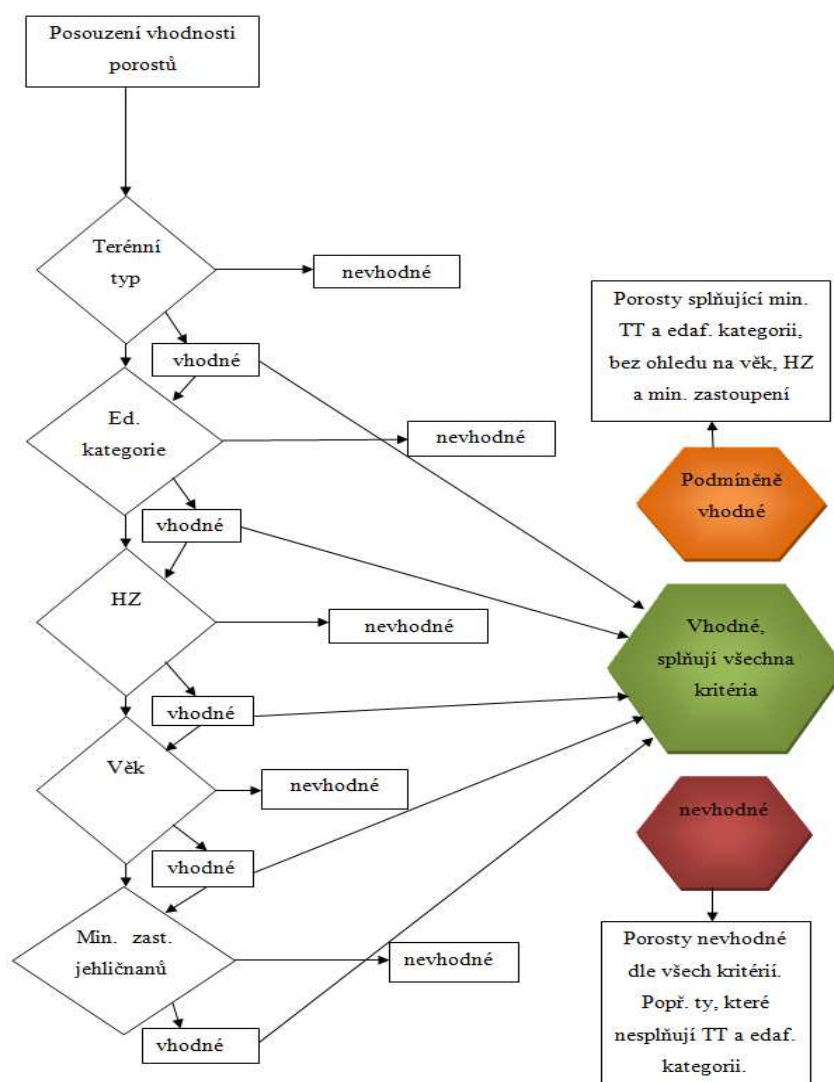 Posouzení vhodnosti
porostů
Terénní
typ
nevhodné
vhodné
Ed.
kategorie
nevhodné
vhodné
HZ
nevhodné
vhodné
Věk
nevhodné
vhodné
Min. zast.
jehličnanů
nevhodné
vhodné
Porosty splňující min.
TT a edaf. kategorii,
bez ohledu na věk, HZ
a min. zastoupení
Podmíněně
vhodné
Vhodné,
splňují všechna
kritéria
nevhodné
Porosty nevhodné
dle všech kritérií.
Popř. ty, které
nesplňují TT a edaf.
kategorii.